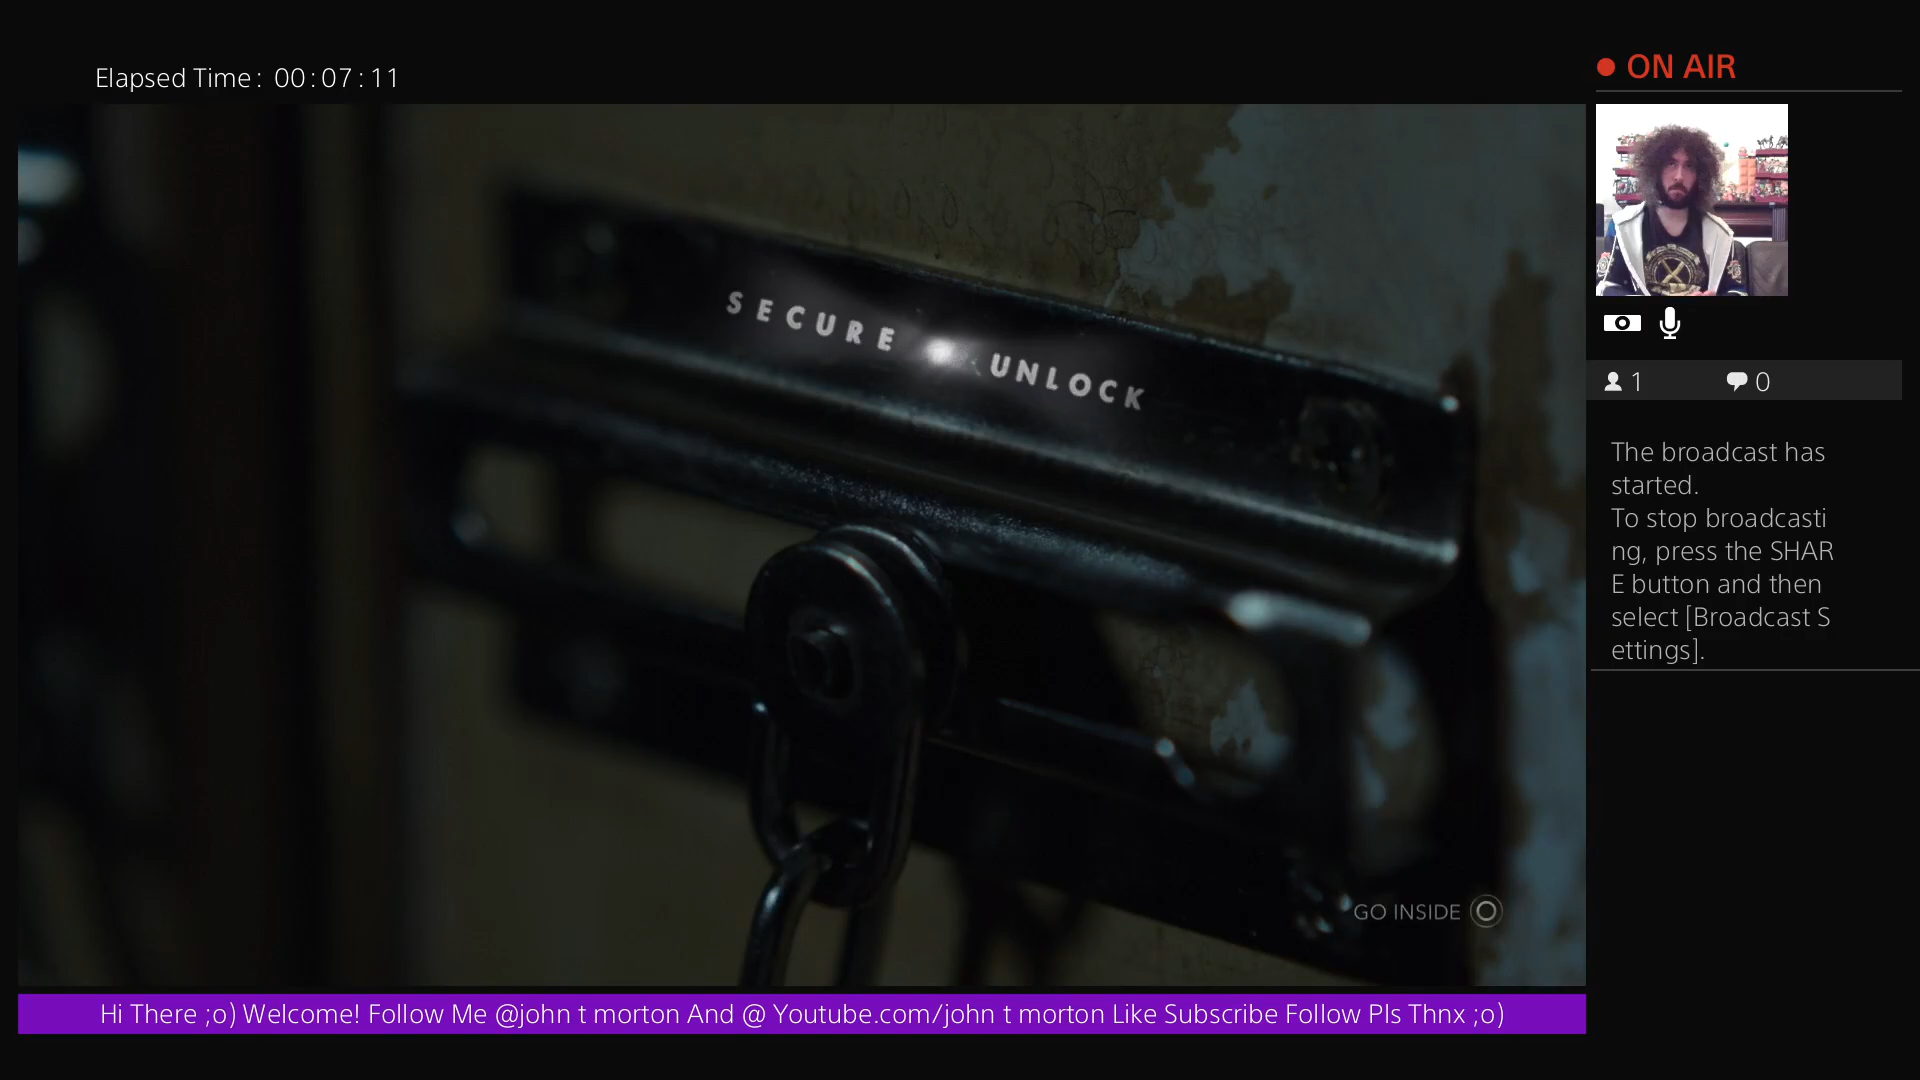 Elapsed Time: 00:07:11
ON AIR
SECURE UNLOCK
1 0
The broadcast has
started.
To stop broadcasti
ng, press the SHAR
E button and then
select [Broadcast S
ettings].
GO INSIDE
Hi There ;o) Welcome! Follow Me @john t morton And @ Youtube.com/john t morton Like Subscribe Follow Pls Thnx ;o)